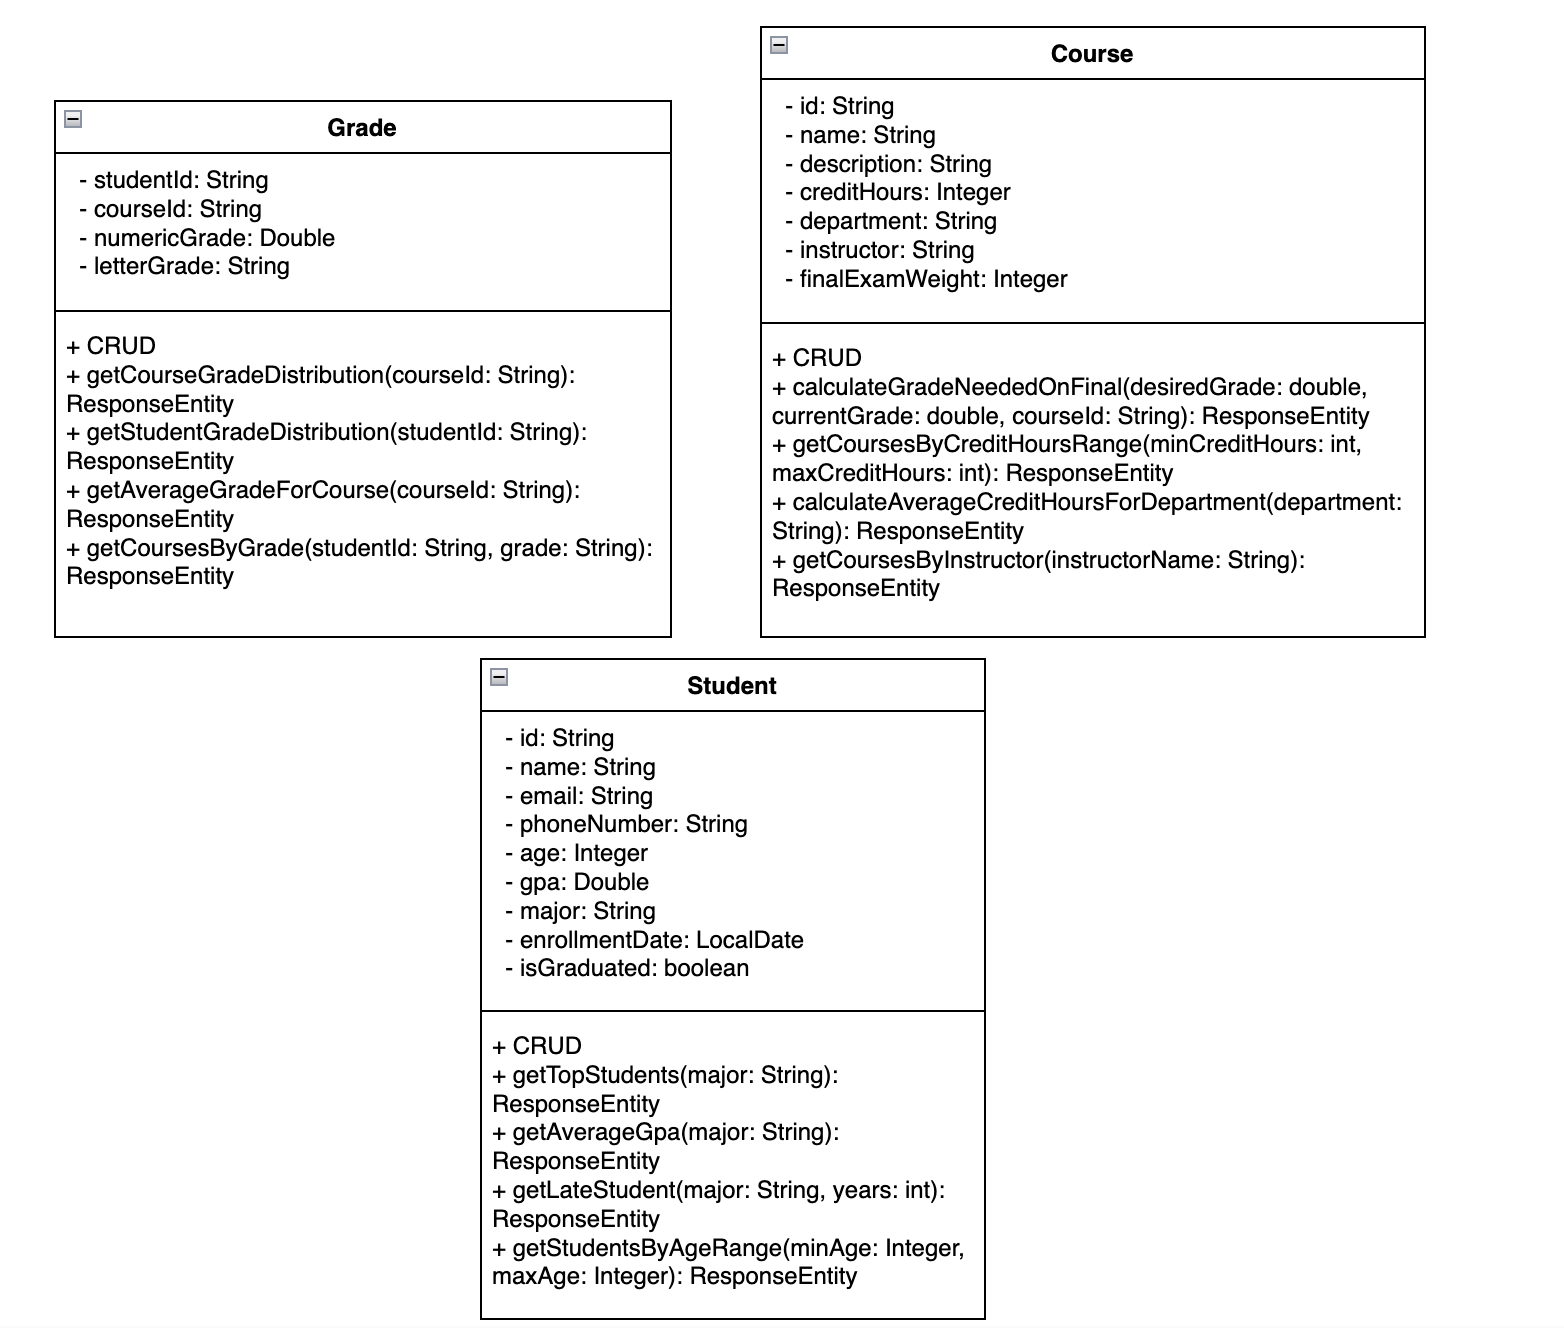 Grade
- studentId: String
- courseId: String
- numericGrade: Double
- letterGrade: String
+ CRUD
+ getCourseGradeDistribution(courseId: String):
ResponseEntity
+ getStudentGradeDistribution(studentId: String):
ResponseEntity
+ getAverageGradeForCourse(courseId: String):
ResponseEntity
+ getCoursesByGrade(studentId: String, grade: String):
ResponseEntity
Course
- id: String
- name: String
- description: String
- creditHours: Integer
- department: String
- instructor: String
- finalExamWeight: Integer
+ CRUD
+ calculateGradeNeededOnFinal(desiredGrade: double,
currentGrade: double, courseId: String): ResponseEntity
+ getCoursesByCreditHoursRange(minCreditHours: int,
maxCreditHours: int): ResponseEntity
+ calculateAverageCreditHoursForDepartment(department:
String): ResponseEntity
+ getCoursesByInstructor(instructorName: String):
ResponseEntity
Student
- id: String
- name: String
- email: String
- phoneNumber: String
- age: Integer
- gpa: Double
- major: String
- enrollmentDate: LocalDate
- isGraduated: boolean
+ CRUD
+ getTopStudents(major: String):
ResponseEntity
+ getAverageGpa(major: String):
ResponseEntity
+ getLateStudent(major: String, years: int):
ResponseEntity
+ getStudentsByAgeRange(minAge: Integer,
maxAge: Integer): ResponseEntity